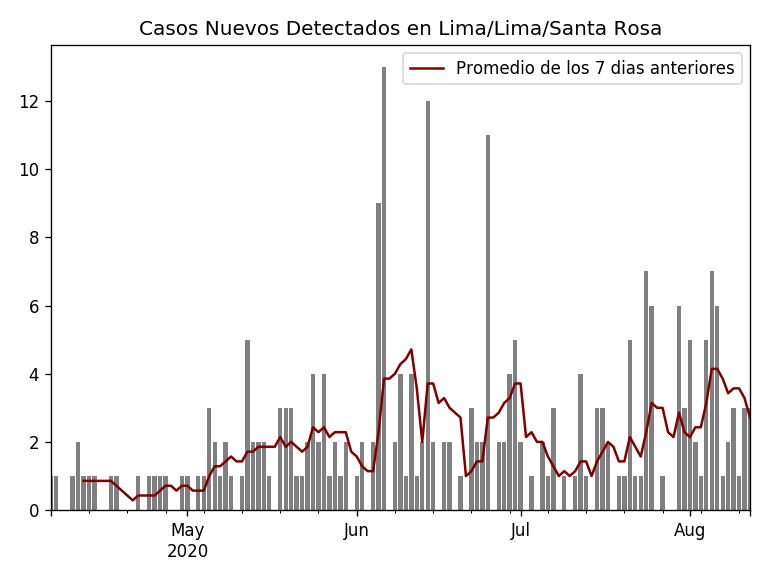 Casos Nuevos Detectados en Lima/Lima/Santa Rosa
Promedio de los 7 dias anteriores
12
10
8
6
4
2
0
May Jun Jul Aug
2020